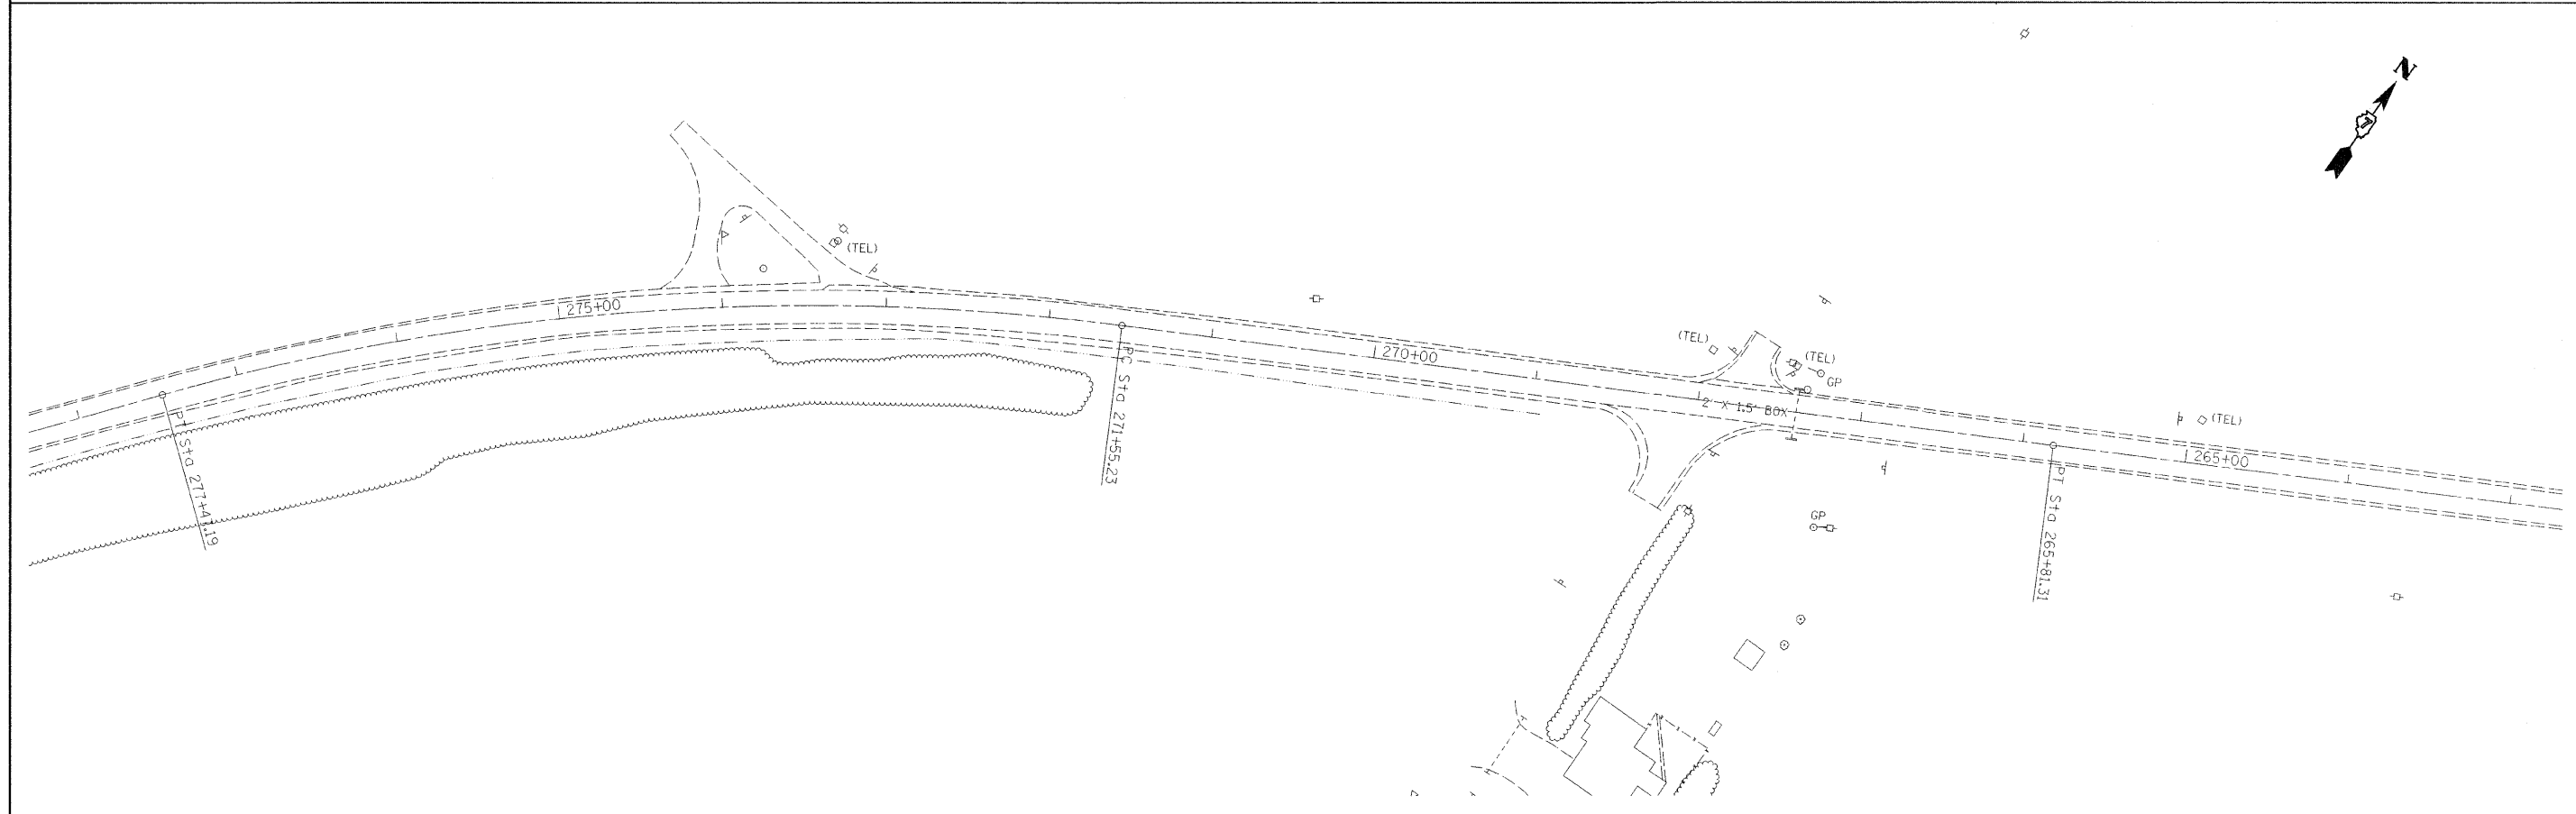 N
(TEL)
275+00
(TEL)
270+00
(TEL)
GP
2' X 1.5' BOX
(TEL)
265+00
PC Sta 271+55.23
PT Sta 277+47.19
PT Sta 265+81.31
GP